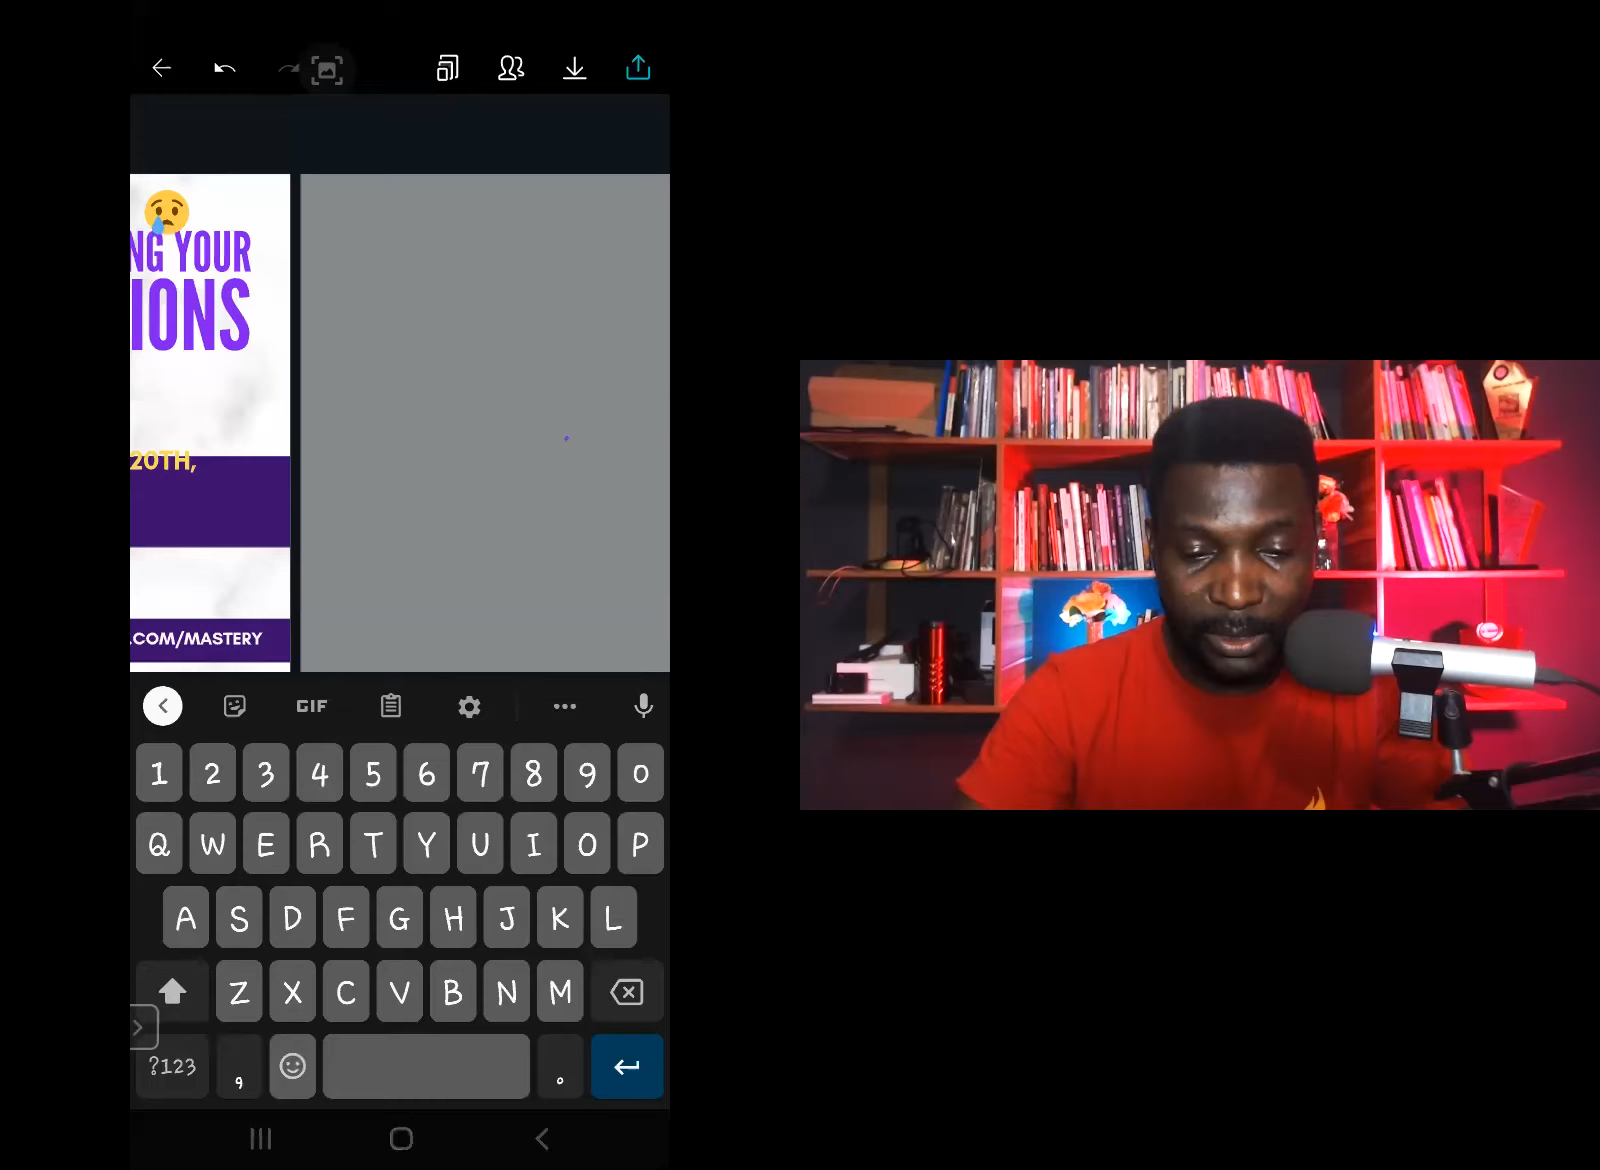 NG YOUR
IONS
20TH,
.COM/MASTERY
GIF
1 2 3 4 5 6 7 8 9 0
Q W E R T Y U I O P
A S D F G H J K L
Z X C V B N M
?123 , .